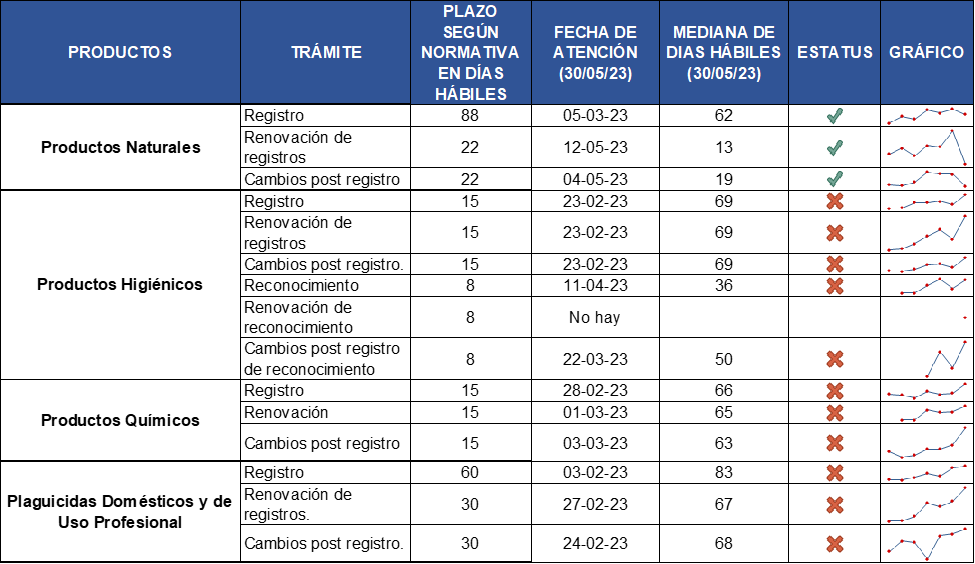 PRODUCTOS
TRÁMITE
PLAZO
SEGÚN
NORMATIVA
EN DÍAS
HÁBILES
FECHA DE
ATENCIÓN
(30/05/23)
MEDIANA DE
DIAS HÁBILES
(30/05/23)
ESTATUS
GRÁFICO
Productos Naturales
Registro
88
05-03-23
62
Renovación de
registros
22
12-05-23
13
Cambios post registro
22
04-05-23
19
Productos Higiénicos
Registro
15
23-02-23
69
Renovación de
registros
15
23-02-23
69
Cambios post registro.
15
23-02-23
69
Reconocimiento
8
11-04-23
36
Renovación de
reconocimiento
8
No hay
Cambios post registro
de reconocimiento
8
22-03-23
50
Productos Químicos
Registro
15
28-02-23
66
Renovación
15
01-03-23
65
Cambios post registro
15
03-03-23
63
Plaguicidas Domésticos y de
Uso Profesional
Registro
60
03-02-23
83
Renovación de
registros.
30
27-02-23
67
Cambios post registro.
30
24-02-23
68